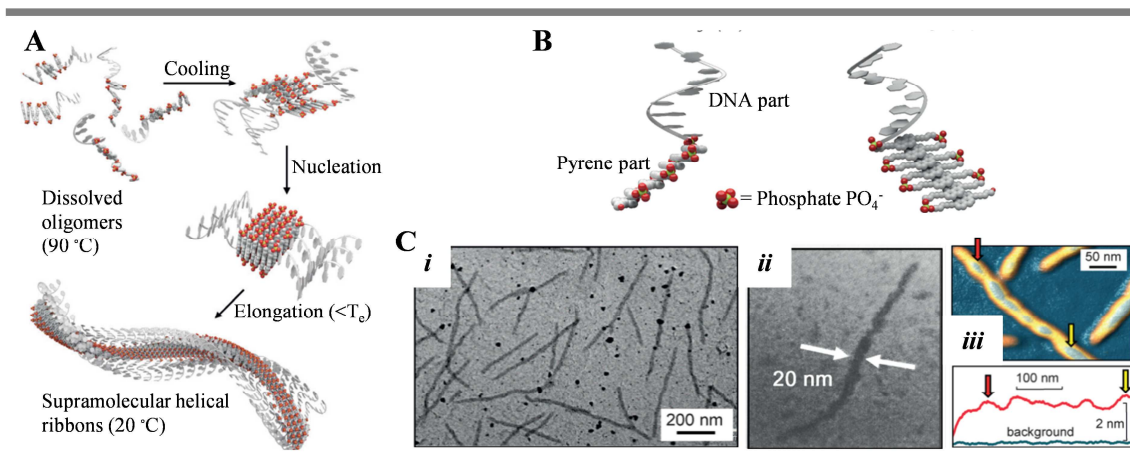 A
Cooling
Nucleation
Dissolved
oligomers
(90 ˚C)
Elongation (<Te)
Supramolecular helical
ribbons (20 ˚C)
B
DNA part
Pyrene part
= Phosphate PO4-
C
i
200 nm
ii
20 nm
50 nm
iii
100 nm
2 nm
background